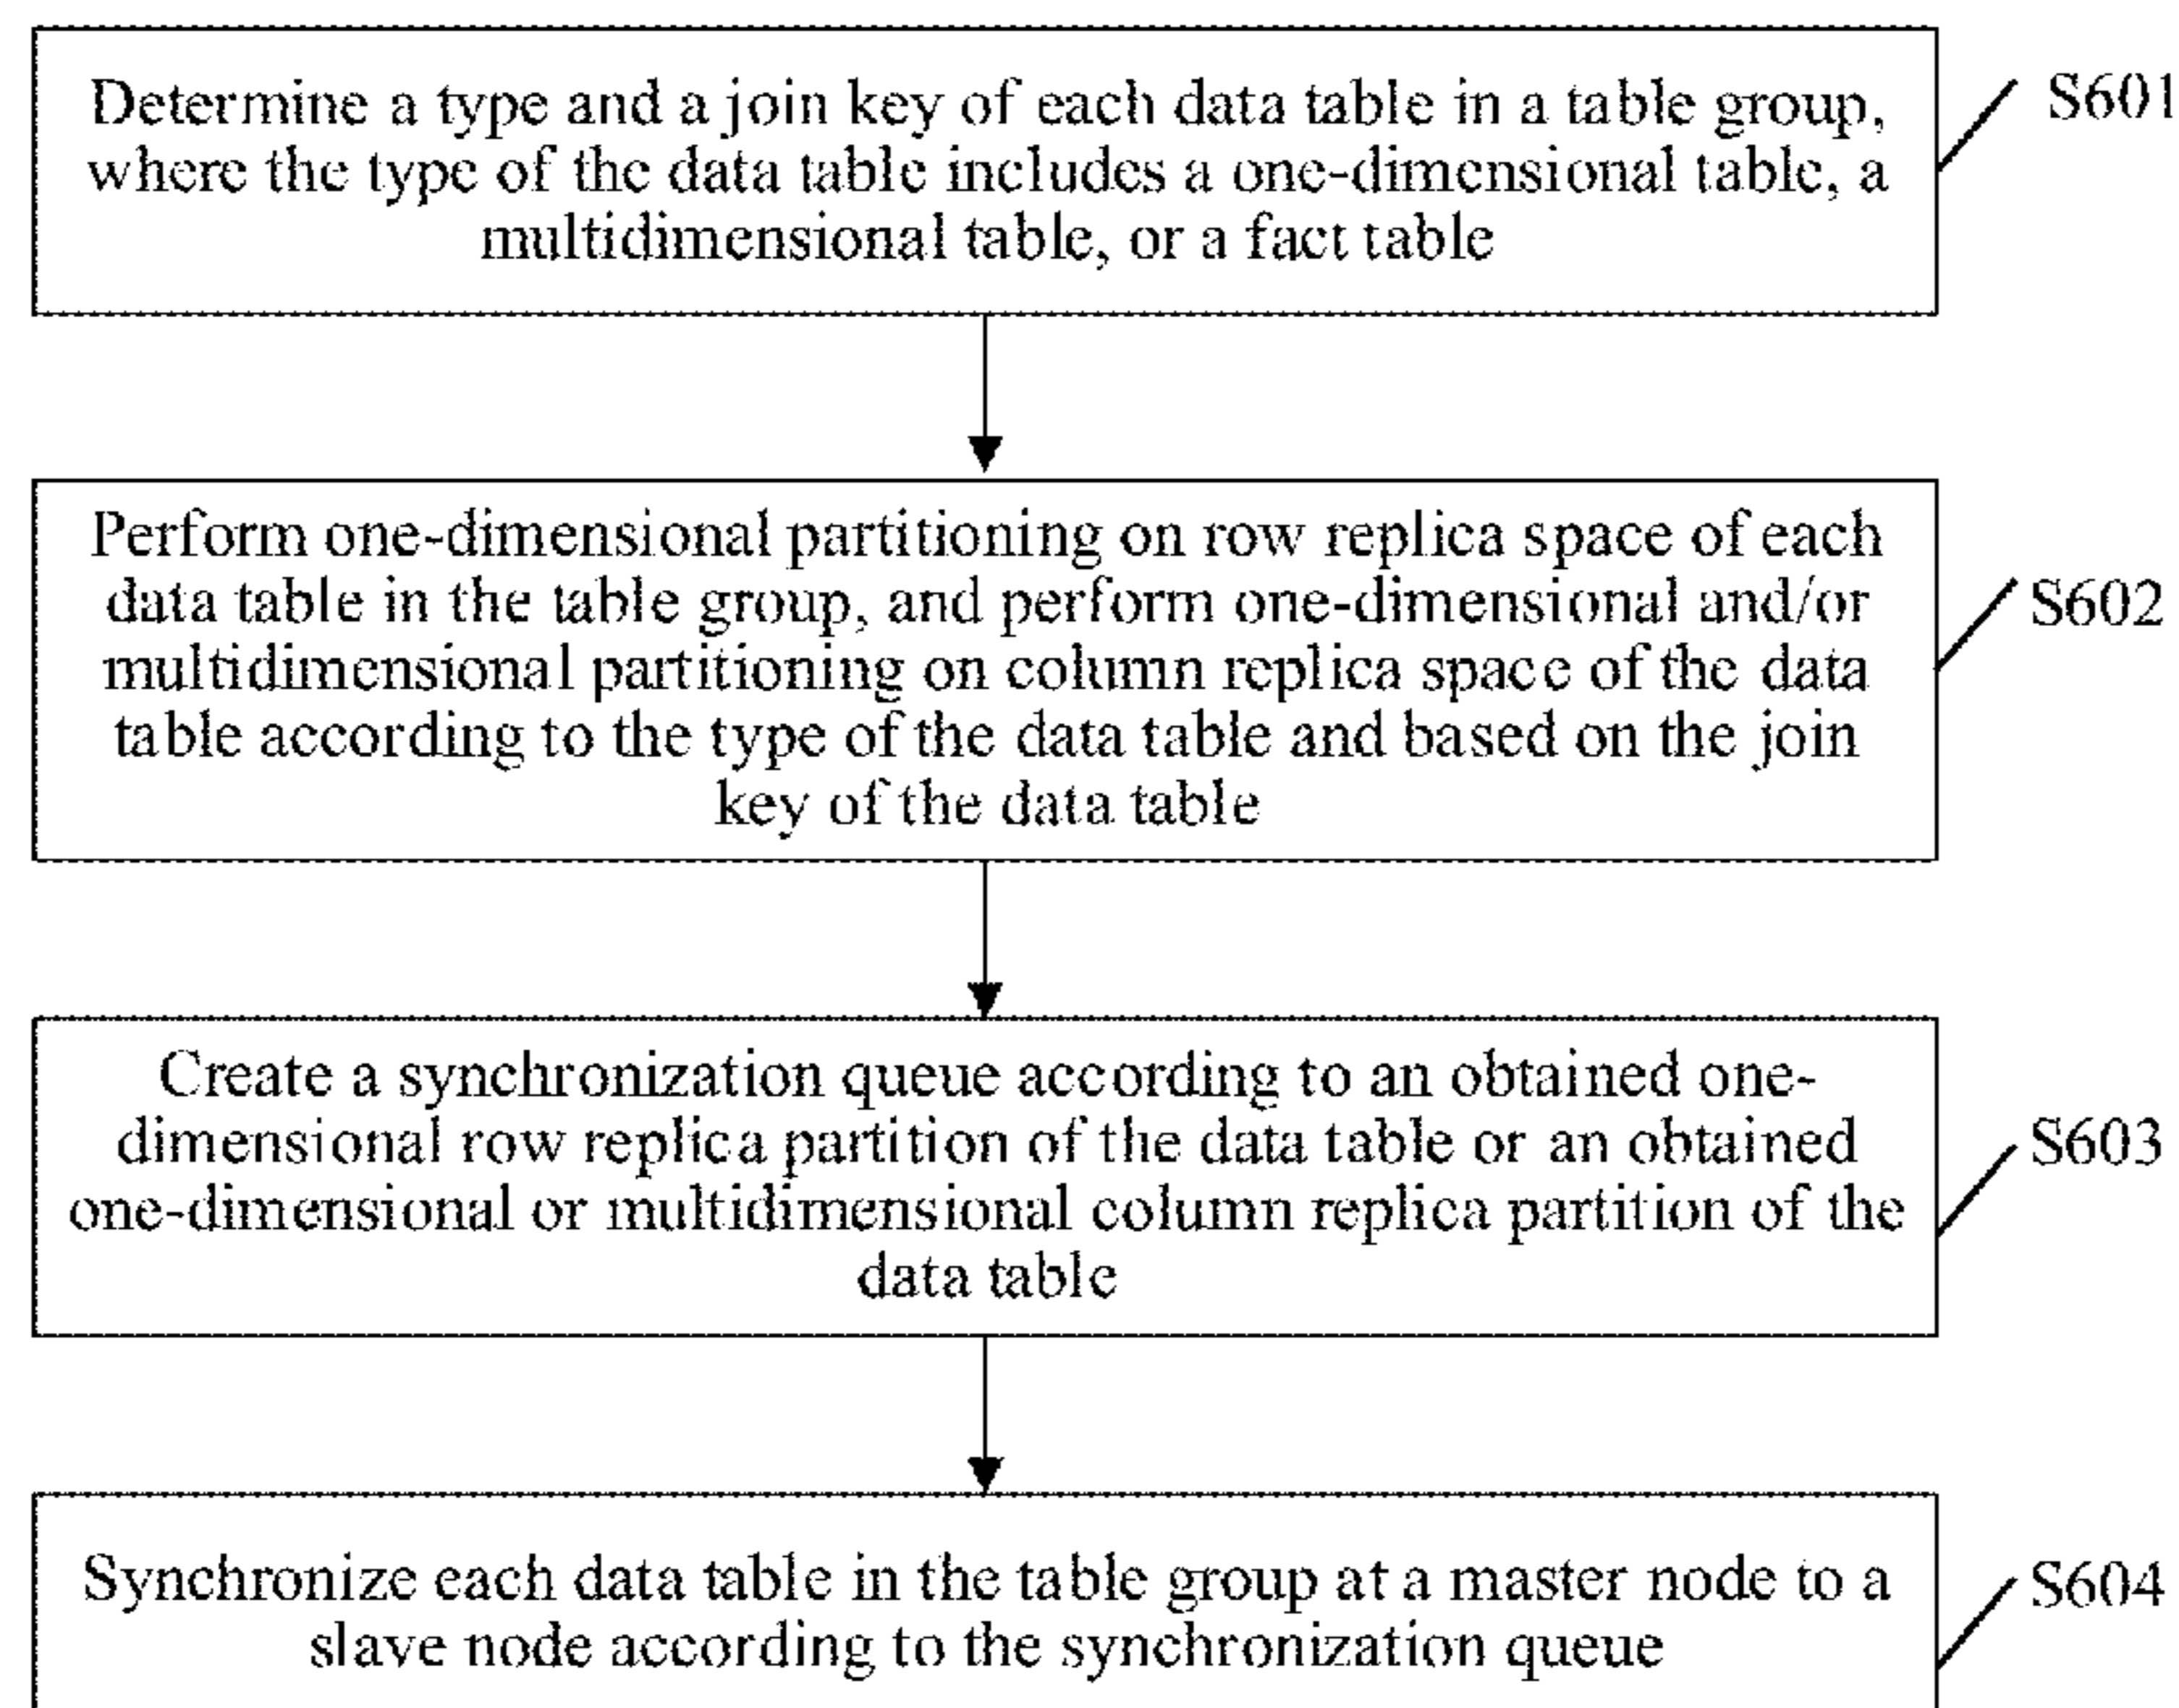 Determine a type and a join key of each data table in a table group,
where the type of the data table includes a one-dimensional table, a
multidimensional table, or a fact table
S601
Perform one-dimensional partitioning on row replica space of each
data table in the table group, and perform one-dimensional and/or
multidimensional partitioning on column replica space of the data
table according to the type of the data table and based on the join
key of the data table
S602
Create a synchronization queue according to an obtained one-
dimensional row replica partition of the data table or an obtained
one-dimensional or multidimensional column replica partition of the
data table
S603
Synchronize each data table in the table group at a master node to a
slave node according to the synchronization queue
S604